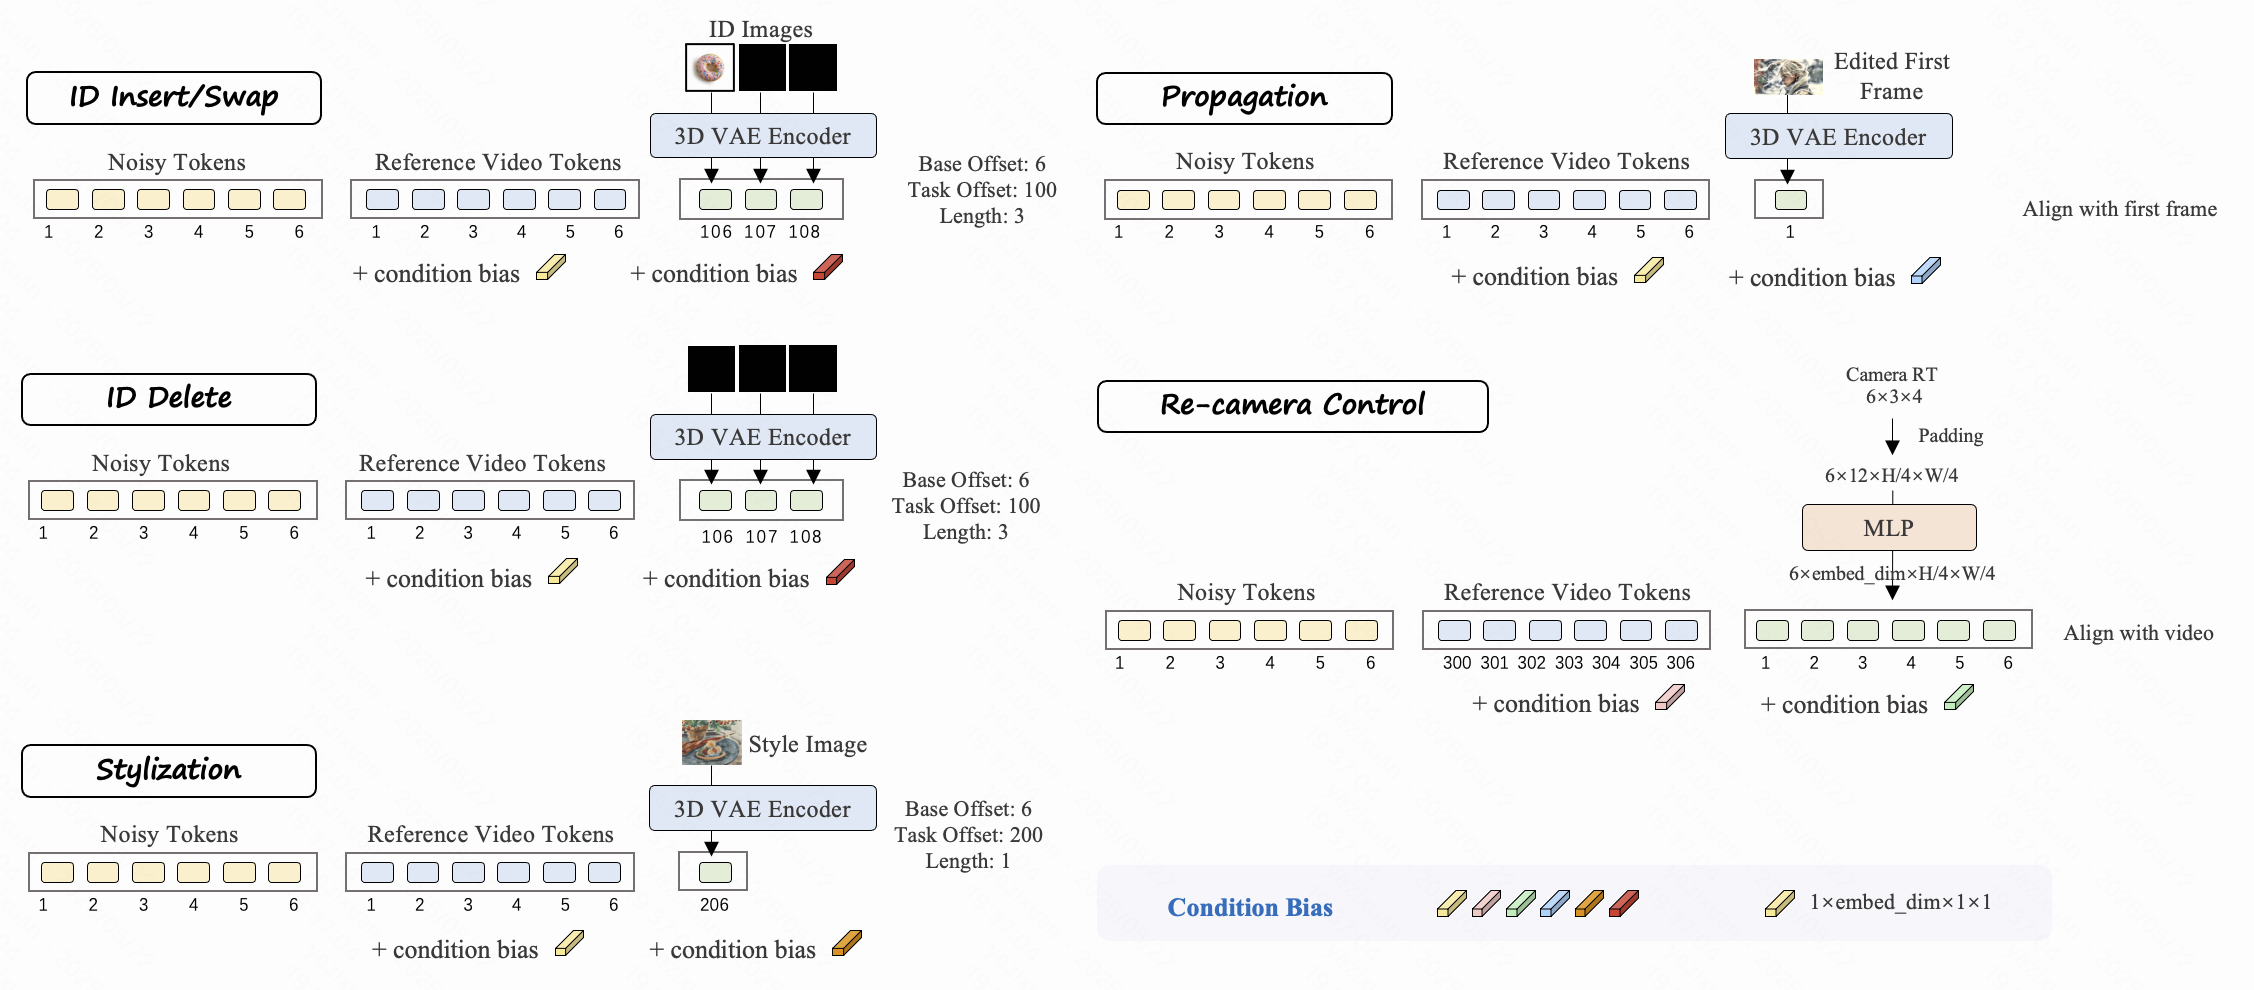 ID Images
ID Insert/Swap
3D VAE Encoder
Noisy Tokens
Reference Video Tokens
Base Offset: 6
Task Offset: 100
Length: 3
1 2 3 4 5 6
1 2 3 4 5 6
106 107 108
+ condition bias
+ condition bias
ID Delete
3D VAE Encoder
Noisy Tokens
Reference Video Tokens
Base Offset: 6
Task Offset: 100
Length: 3
1 2 3 4 5 6
1 2 3 4 5 6
106 107 108
+ condition bias
+ condition bias
Stylization
Style Image
3D VAE Encoder
Noisy Tokens
Reference Video Tokens
Base Offset: 6
Task Offset: 200
Length: 1
1 2 3 4 5 6
1 2 3 4 5 6
206
+ condition bias
+ condition bias
Propagation
Edited First
Frame
3D VAE Encoder
Noisy Tokens
Reference Video Tokens
Align with first frame
1 2 3 4 5 6
1 2 3 4 5 6
1
+ condition bias
+ condition bias
Re-camera Control
Camera RT
6×3×4
Padding
6×12×H/4×W/4
MLP
6×embed_dim×H/4×W/4
Noisy Tokens
Reference Video Tokens
Align with video
1 2 3 4 5 6
300 301 302 303 304 305 306
1 2 3 4 5 6
+ condition bias
+ condition bias
Condition Bias
1×embed_dim×1×1